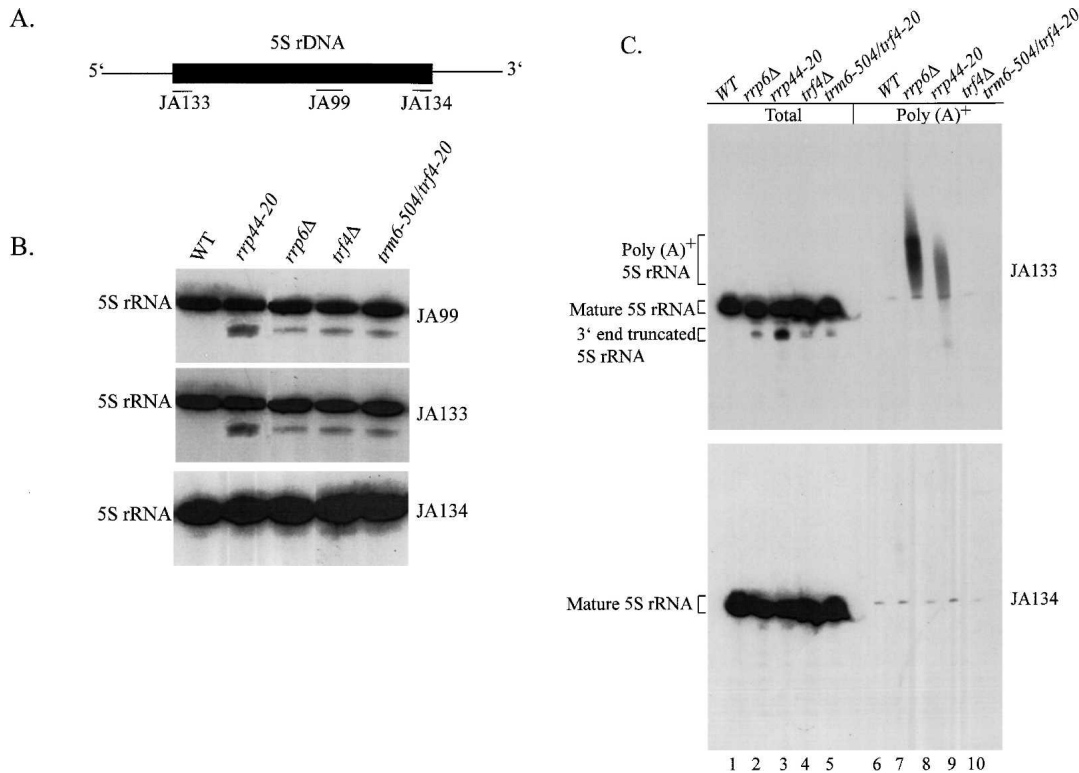 A.
5S rDNA
5‘
3‘
JA133
JA99
JA134
B.
WT
rrp44-20
rrp6Δ
trf4Δ
trm6-504/trf4-20
5S rRNA
JA99
5S rRNA
JA133
5S rRNA
JA134
C.
WT
rrp6Δ
rrp44-20
trf4Δ
trm6-504/trf4-20
WT
rrp6Δ
rrp44-20
trf4Δ
trm6-504/trf4-20
Total
Poly (A)+
Poly (A)+
5S rRNA
JA133
Mature 5S rRNA
3‘ end truncated
5S rRNA
Mature 5S rRNA
JA134
1 2 3 4 5 6 7 8 9 10